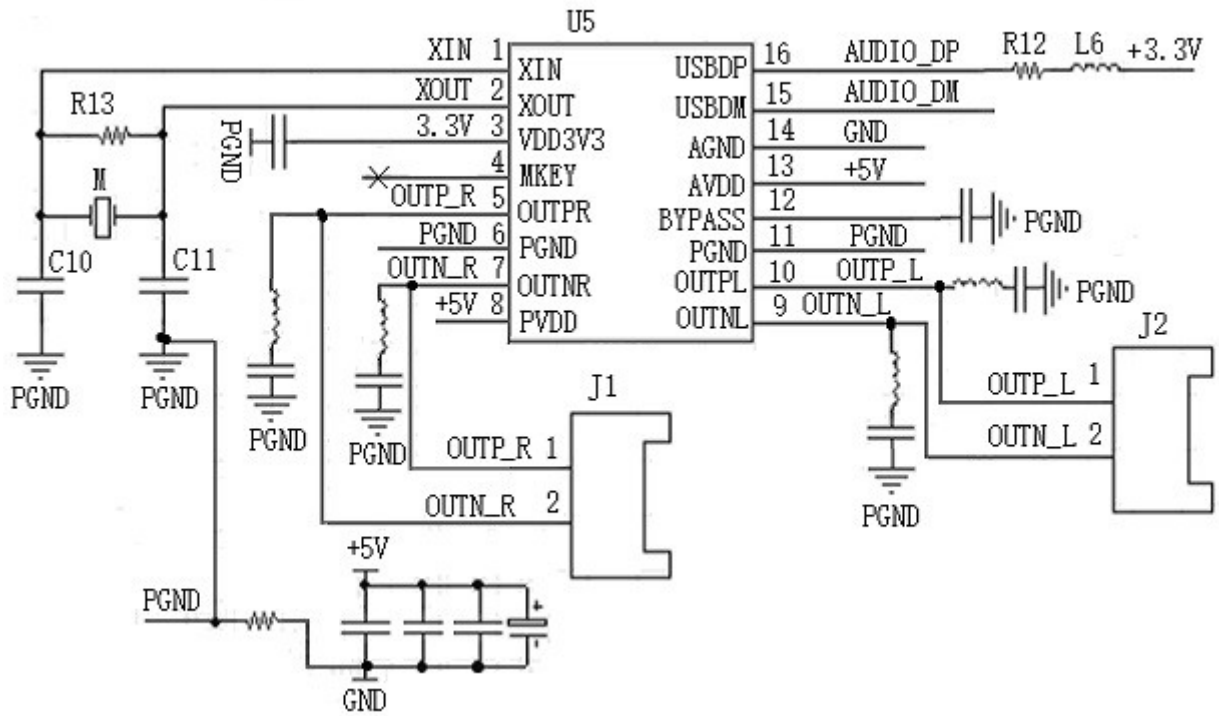 U5
XIN 1
XOUT 2
3.3V 3
4
OUTP_R 5
PGND 6
OUTN_R 7
+5V 8
XIN
XOUT
VDD3V3
MKEY
OUTPR
PGND
OUTNR
PVDD
USBDP
USBDM
AGND
AVDD
BYPASS
PGND
OUTPL
OUTNL
16 AUDIO_DP
15 AUDIO_DM
14 GND
13 +5V
12
11 PGND
10 OUTP_L
9 OUTN_L
R12 L6 +3.3V
R13
M
C10
C11
PGND
PGND
PGND
PGND
PGND
PGND
PGND
PGND
J1
OUTP_R 1
OUTN_R 2
J2
OUTP_L 1
OUTN_L 2
+5V
+
-
PGND
GND